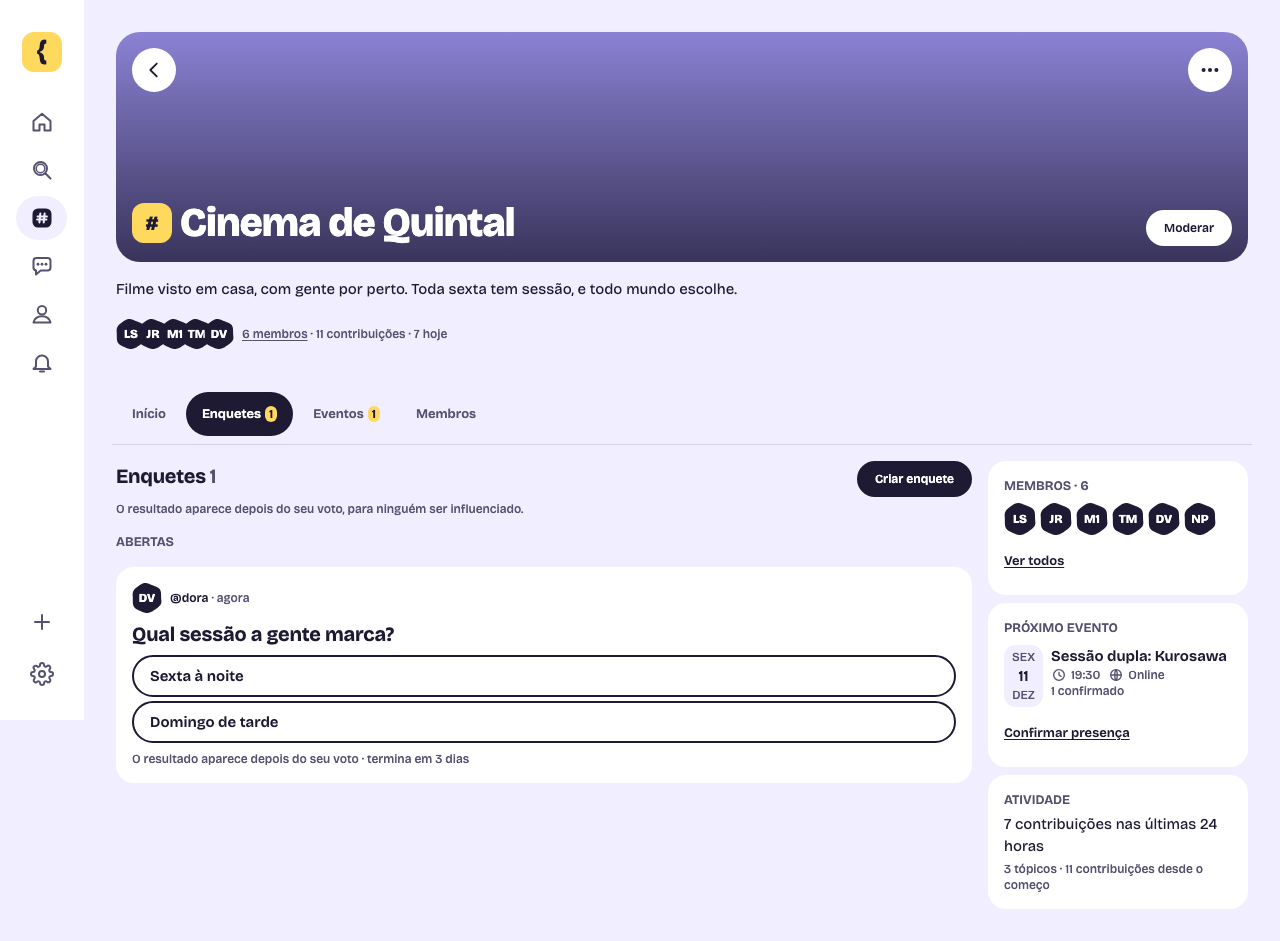 {
#
# Cinema de Quintal
Moderar
Filme visto em casa, com gente por perto. Toda sexta tem sessão, e todo mundo escolhe.
LS JR M1 TM DV 6 membros · 11 contribuições · 7 hoje
Início Enquetes 1 Eventos 1 Membros
Enquetes 1
Criar enquete
O resultado aparece depois do seu voto, para ninguém ser influenciado.
ABERTAS
DV @dora · agora
Qual sessão a gente marca?
Sexta à noite
Domingo de tarde
O resultado aparece depois do seu voto · termina em 3 dias
MEMBROS · 6
LS JR M1 TM DV NP
Ver todos
PRÓXIMO EVENTO
SEX
11
DEZ
Sessão dupla: Kurosawa
19:30 Online
1 confirmado
Confirmar presença
ATIVIDADE
7 contribuições nas últimas 24
horas
3 tópicos · 11 contribuições desde o
começo